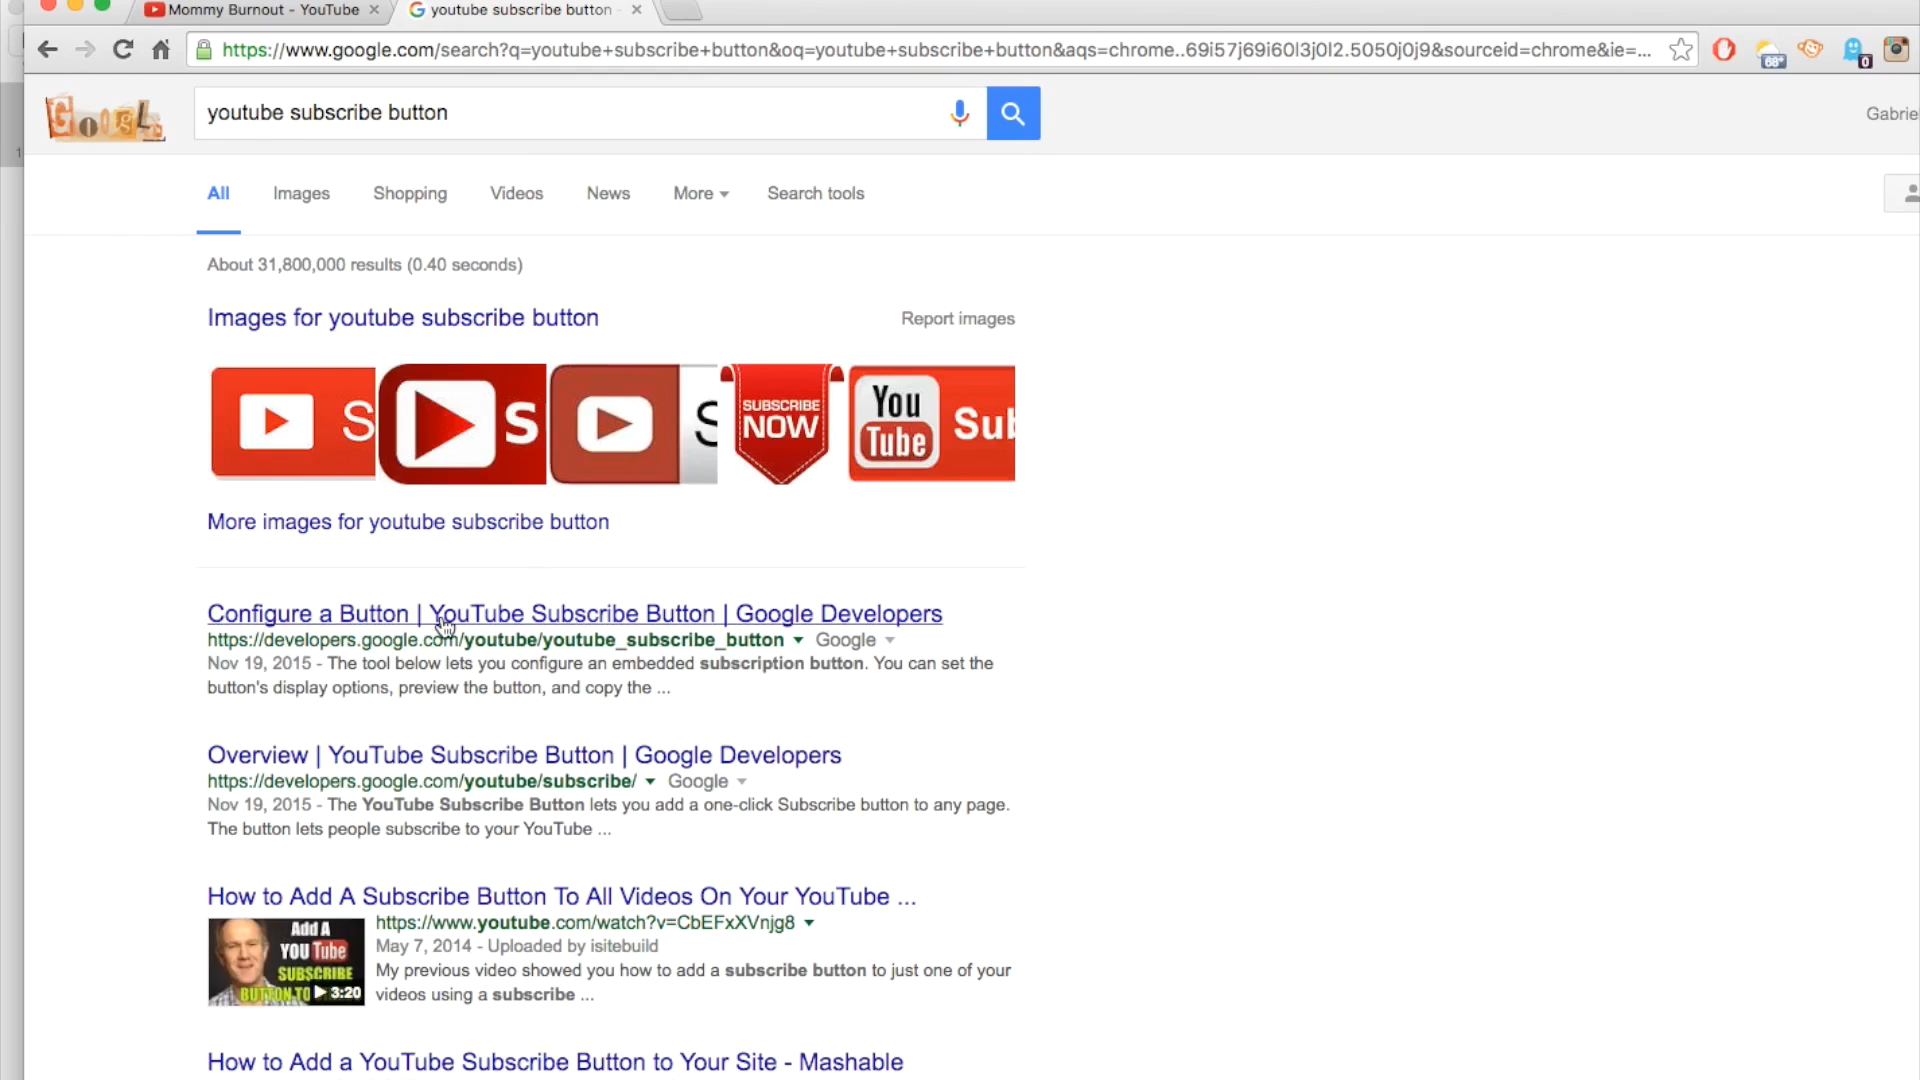 Mommy Burnout - YouTube
youtube subscribe button
https://www.google.com/search?q=youtube+subscribe+button&oq=youtube+subscribe+button&aqs=chrome..69i57j69i60l3j0l2.5050j0j9&sourceid=chrome&ie=...
68°
0
Google
youtube subscribe button
Gabrie
1
All
Images
Shopping
Videos
News
More
Search tools
About 31,800,000 results (0.40 seconds)
Images for youtube subscribe button
Report images
S
S
S
SUBSCRIBE
NOW
You
Tube
Sub
More images for youtube subscribe button
Configure a Button | YouTube Subscribe Button | Google Developers
https://developers.google.com/youtube/youtube_subscribe_button Google
Nov 19, 2015 - The tool below lets you configure an embedded subscription button. You can set the
button's display options, preview the button, and copy the ...
Overview | YouTube Subscribe Button | Google Developers
https://developers.google.com/youtube/subscribe/ Google
Nov 19, 2015 - The YouTube Subscribe Button lets you add a one-click Subscribe button to any page.
The button lets people subscribe to your YouTube ...
How to Add A Subscribe Button To All Videos On Your YouTube ...
https://www.youtube.com/watch?v=CbEFxXVnjg8
May 7, 2014 - Uploaded by isitebuild
My previous video showed you how to add a subscribe button to just one of your
videos using a subscribe ...
Add A
YOU Tube
SUBSCRIBE
BUTTON TO
3:20
How to Add a YouTube Subscribe Button to Your Site - Mashable